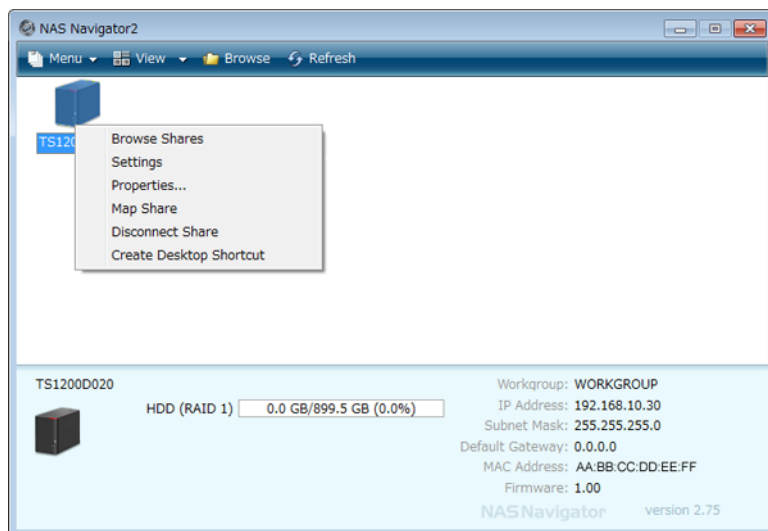 NAS Navigator2
Menu View Browse Refresh
TS120
Browse Shares
Settings
Properties...
Map Share
Disconnect Share
Create Desktop Shortcut
TS1200D020
HDD (RAID 1) 0.0 GB/899.5 GB (0.0%)
Workgroup: WORKGROUP
IP Address: 192.168.10.30
Subnet Mask: 255.255.255.0
Default Gateway: 0.0.0.0
MAC Address: AA:BB:CC:DD:EE:FF
Firmware: 1.00
NAS Navigator version 2.75